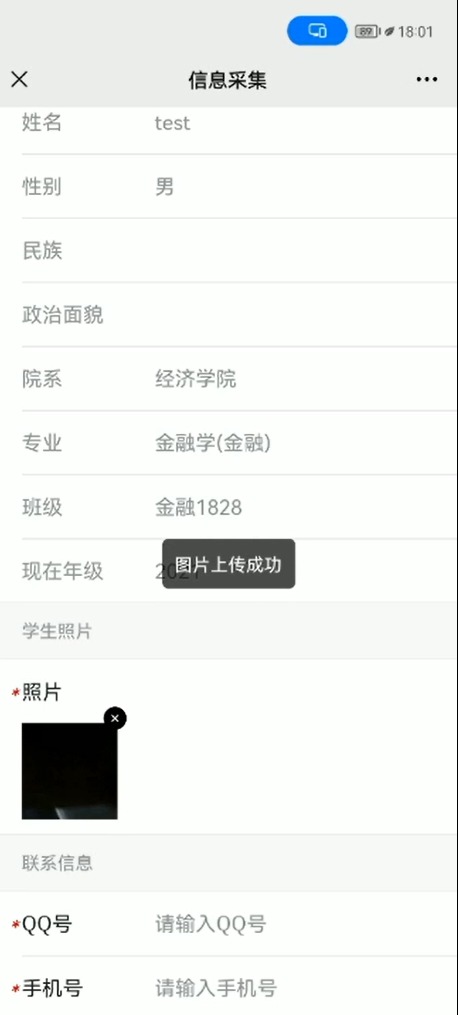 89 18:01
信息采集
姓名 test
性别 男
民族
政治面貌
院系 经济学院
专业 金融学(金融)
班级 金融1828
现在年级
图片上传成功
学生照片
*照片
联系信息
*QQ号 请输入QQ号
*手机号 请输入手机号